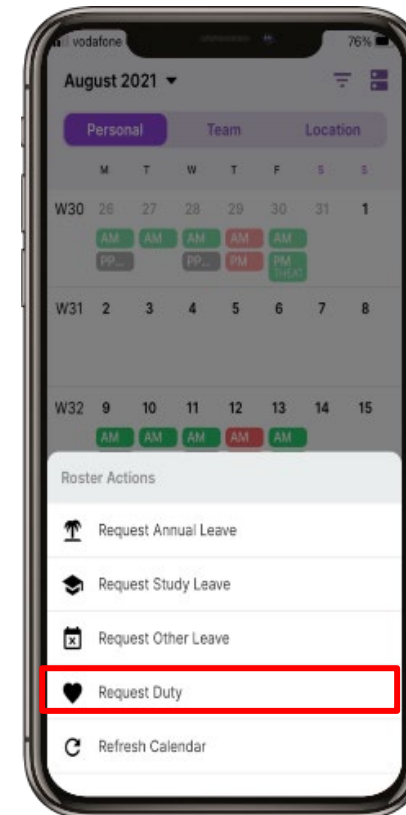 vodafone 76%
August 2021
Personal Team Location
M T W T F S S
W30 26 27 28 29 30 31 1
AM AM AM AM AM
PP... PP... PM PM
THEAT
W31 2 3 4 5 6 7 8
W32 9 10 11 12 13 14 15
AM AM AM AM AM
Roster Actions
Request Annual Leave
Request Study Leave
Request Other Leave
Request Duty
Refresh Calendar